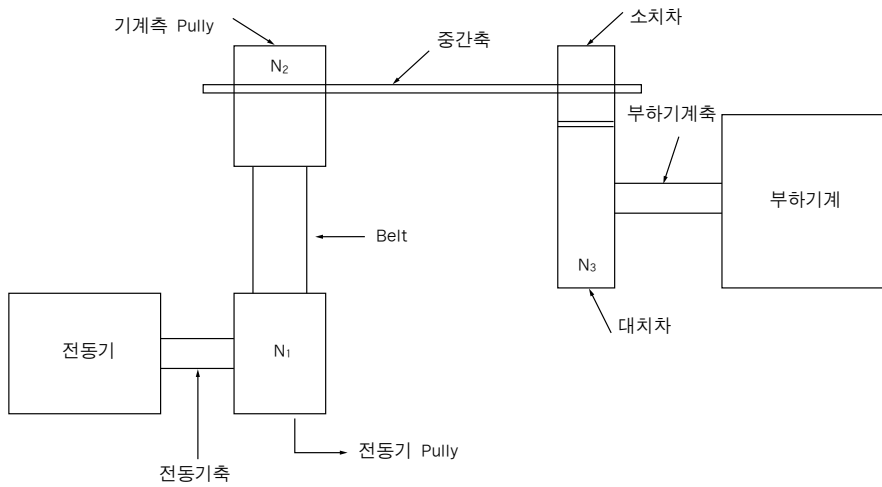 기계측 Pully
소치차
중간축
N₂
부하기계축
부하기계
Belt
N₃
대치차
전동기
N₁
전동기 Pully
전동기축